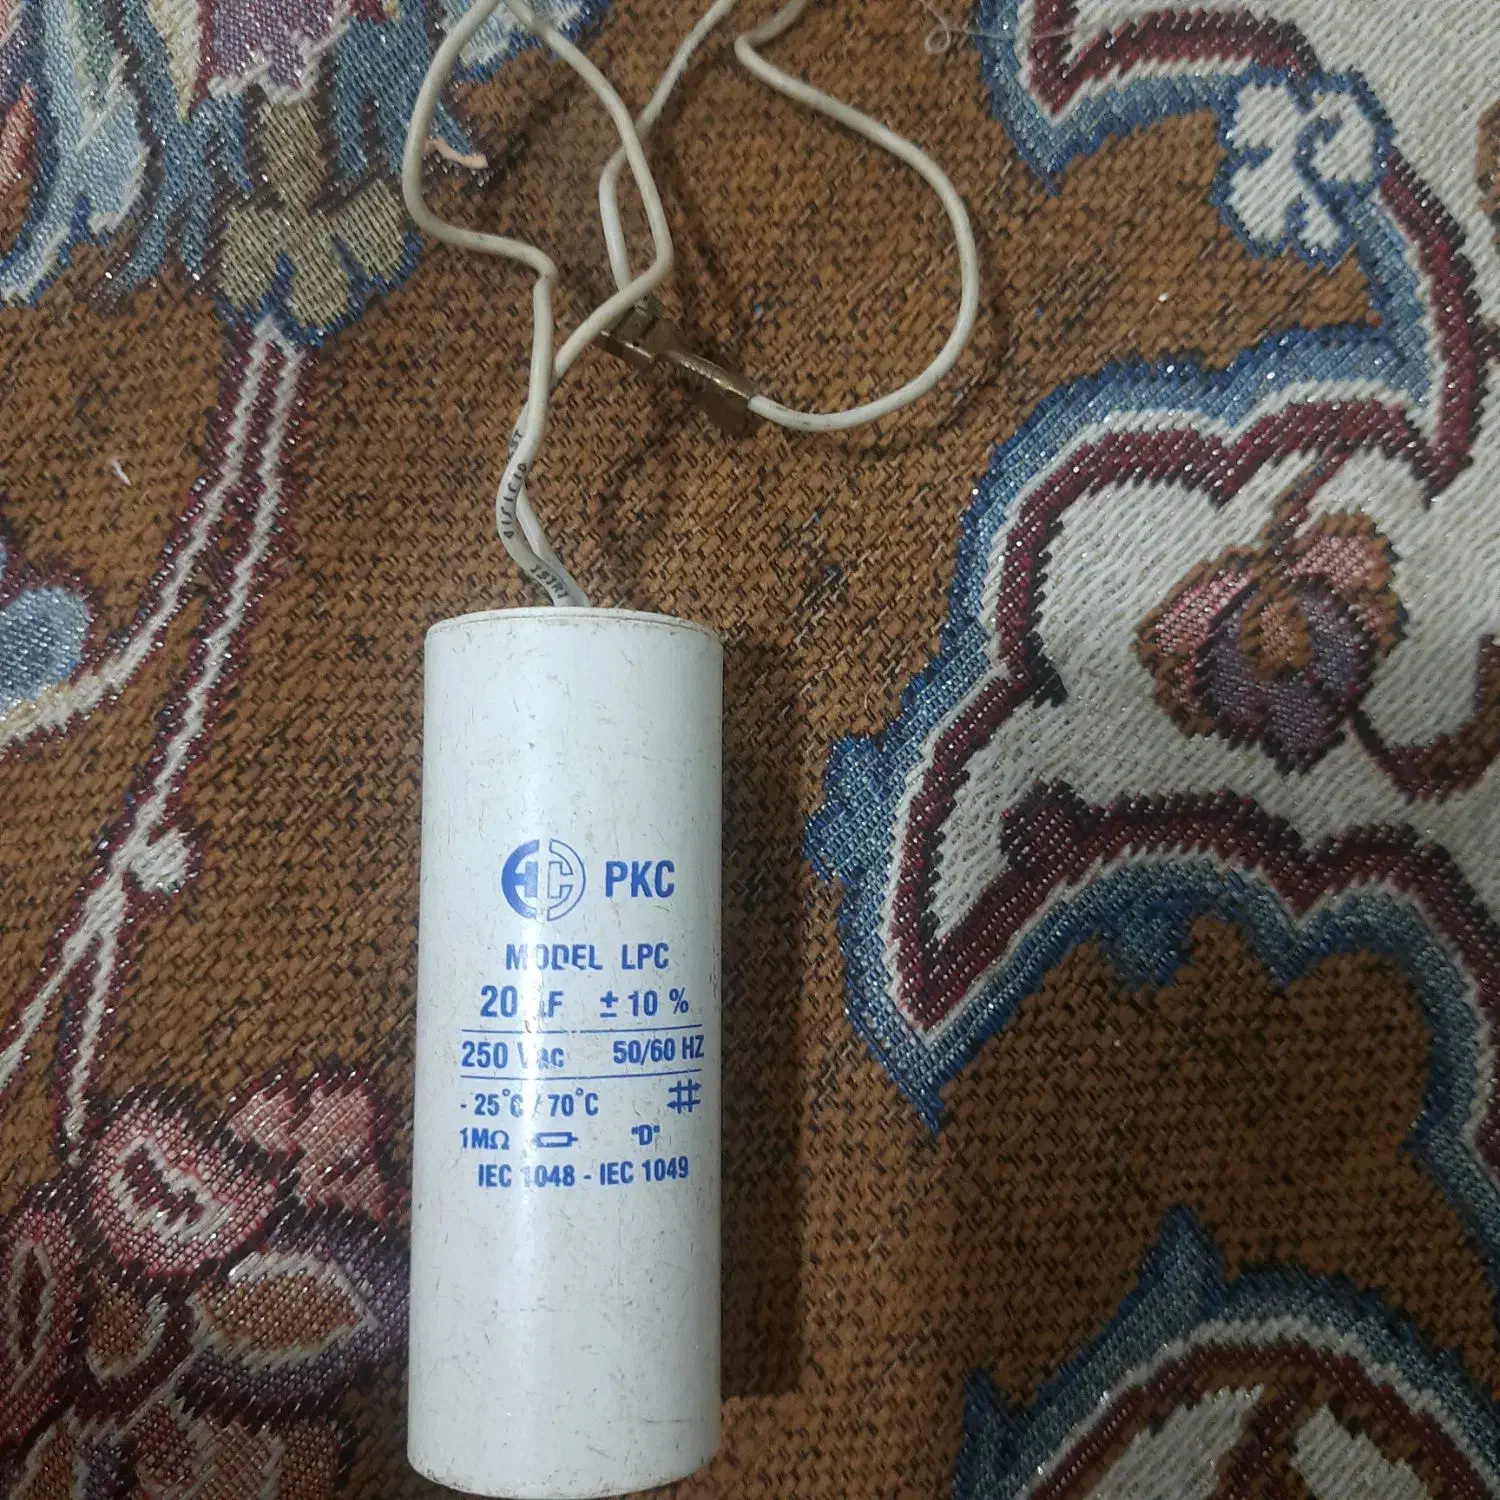 PKC
MODEL LPC
20 µF ± 10 %
250 Vac 50/60 HZ
- 25°C / 70°C
1MΩ "D"
IEC 1048 - IEC 1049